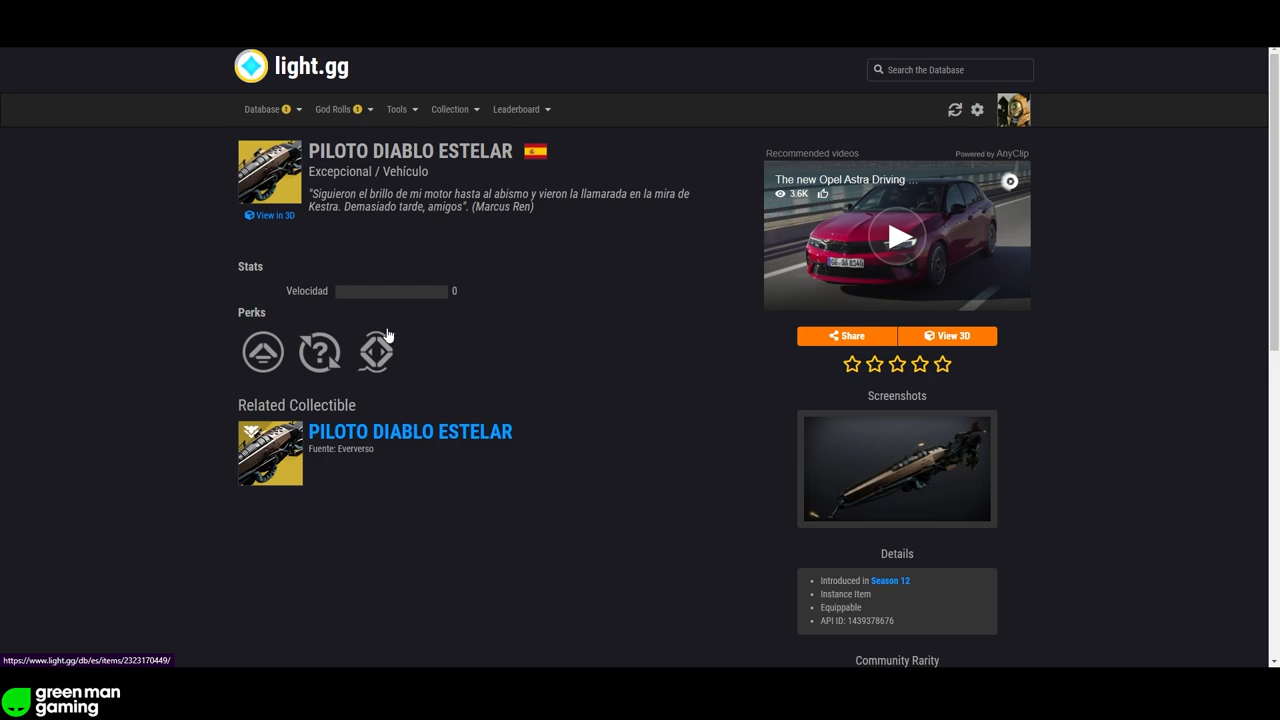 light.gg
Search the Database
Database
God Rolls
Tools
Collection
Leaderboard
PILOTO DIABLO ESTELAR
Excepcional / Vehículo
"Siguieron el brillo de mi motor hasta al abismo y vieron la llamarada en la mira de
Kestra. Demasiado tarde, amigos". (Marcus Ren)
View in 3D
Stats
Velocidad 0
Perks
Related Collectible
PILOTO DIABLO ESTELAR
Fuente: Eververso
Recommended videos Powered by AnyClip
The new Opel Astra Driving ...
3.6K
Share
View 3D
Screenshots
Details
Introduced in Season 12
Instance Item
Equippable
API ID: 1439378676
Community Rarity
https://www.light.gg/db/es/items/2323170449/
green man
gaming